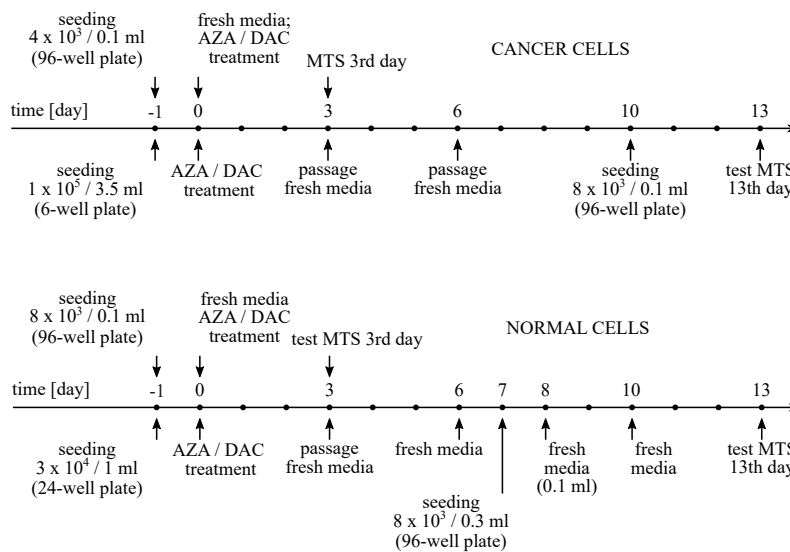 seeding
4 x 10³ / 0.1 ml
(96-well plate)
fresh media;
AZA / DAC
treatment
MTS 3rd day
CANCER CELLS
time [day]
-1 0 3 6 10 13
seeding
1 x 10⁵ / 3.5 ml
(6-well plate)
AZA / DAC
treatment
passage
fresh media
passage
fresh media
seeding
8 x 10³ / 0.1 ml
(96-well plate)
test MTS
13th day
seeding
8 x 10³ / 0.1 ml
(96-well plate)
fresh media
AZA / DAC
treatment
test MTS 3rd day
NORMAL CELLS
time [day]
-1 0 3 6 7 8 10 13
seeding
3 x 10⁴ / 1 ml
(24-well plate)
AZA / DAC
treatment
passage
fresh media
fresh media
seeding
8 x 10³ / 0.3 ml
(96-well plate)
fresh
media
(0.1 ml)
fresh
media
test MTS
13th day